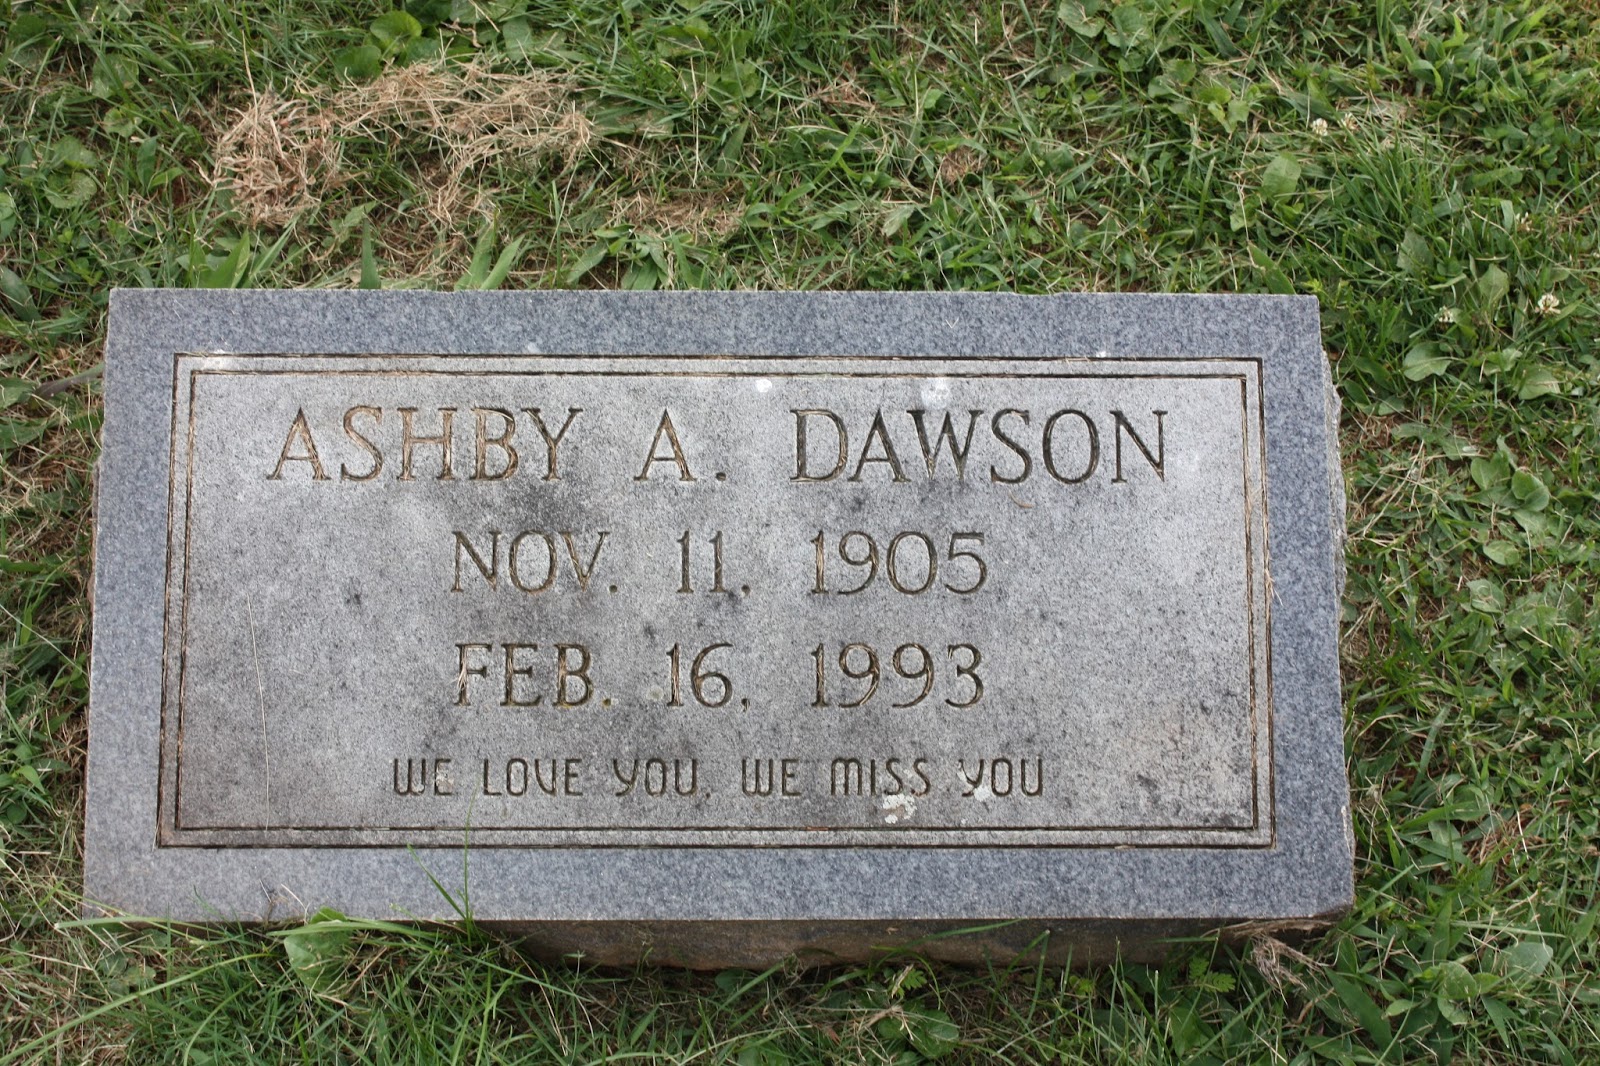 ASHBY A. DAWSON
NOV. 11, 1905
FEB. 16, 1993
WE LOVE YOU, WE MISS YOU